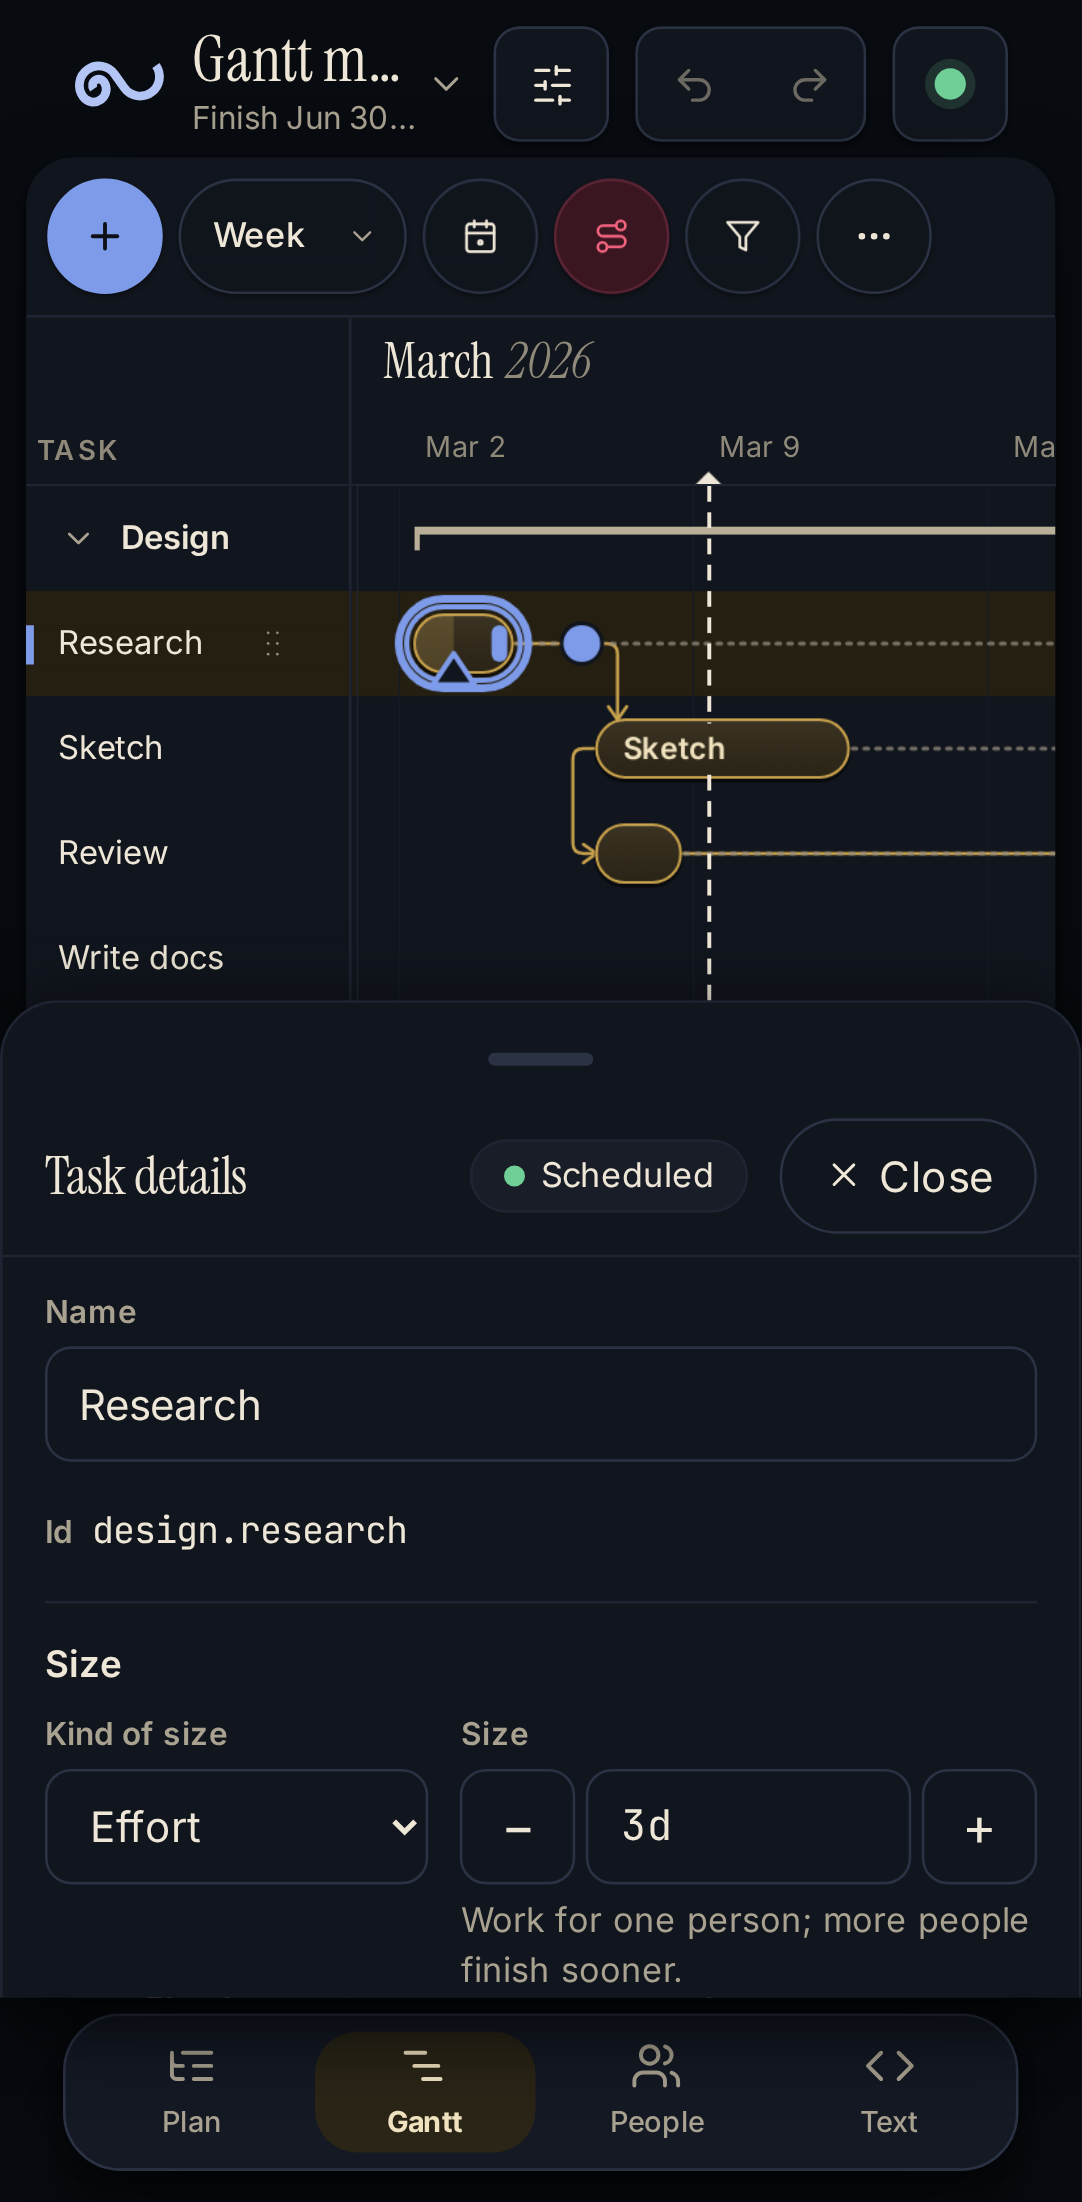 Gantt m...
Finish Jun 30...
Week
March 2026
TASK
Mar 2
Mar 9
Ma
Design
Research
Sketch
Sketch
Review
Write docs
Task details
Scheduled
Close
Name
Research
Id design.research
Size
Kind of size
Size
Effort
3d
Work for one person; more people
finish sooner.
Plan
Gantt
People
Text